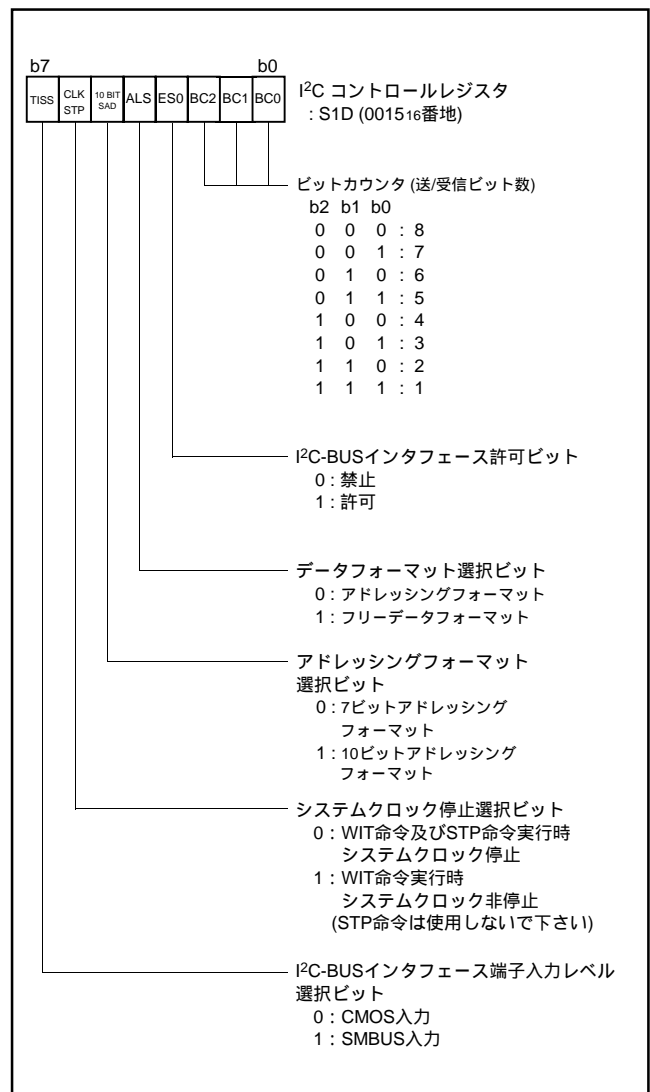 b7 b0
TISS CLK STP 10 BIT SAD ALS ES0 BC2 BC1 BC0
I2C コントロールレジスタ
: S1D (001516番地)
ビットカウンタ (送/受信ビット数)
b2 b1 b0
0 0 0 : 8
0 0 1 : 7
0 1 0 : 6
0 1 1 : 5
1 0 0 : 4
1 0 1 : 3
1 1 0 : 2
1 1 1 : 1
I2C-BUSインタフェース許可ビット
0 : 禁止
1 : 許可
データフォーマット選択ビット
0 : アドレッシングフォーマット
1 : フリーデータフォーマット
アドレッシングフォーマット
選択ビット
0 : 7ビットアドレッシング
フォーマット
1 : 10ビットアドレッシング
フォーマット
システムクロック停止選択ビット
0 : WIT命令及びSTP命令実行時
システムクロック停止
1 : WIT命令実行時
システムクロック非停止
(STP命令は使用しないで下さい)
I2C-BUSインタフェース端子入力レベル
選択ビット
0 : CMOS入力
1 : SMBUS入力